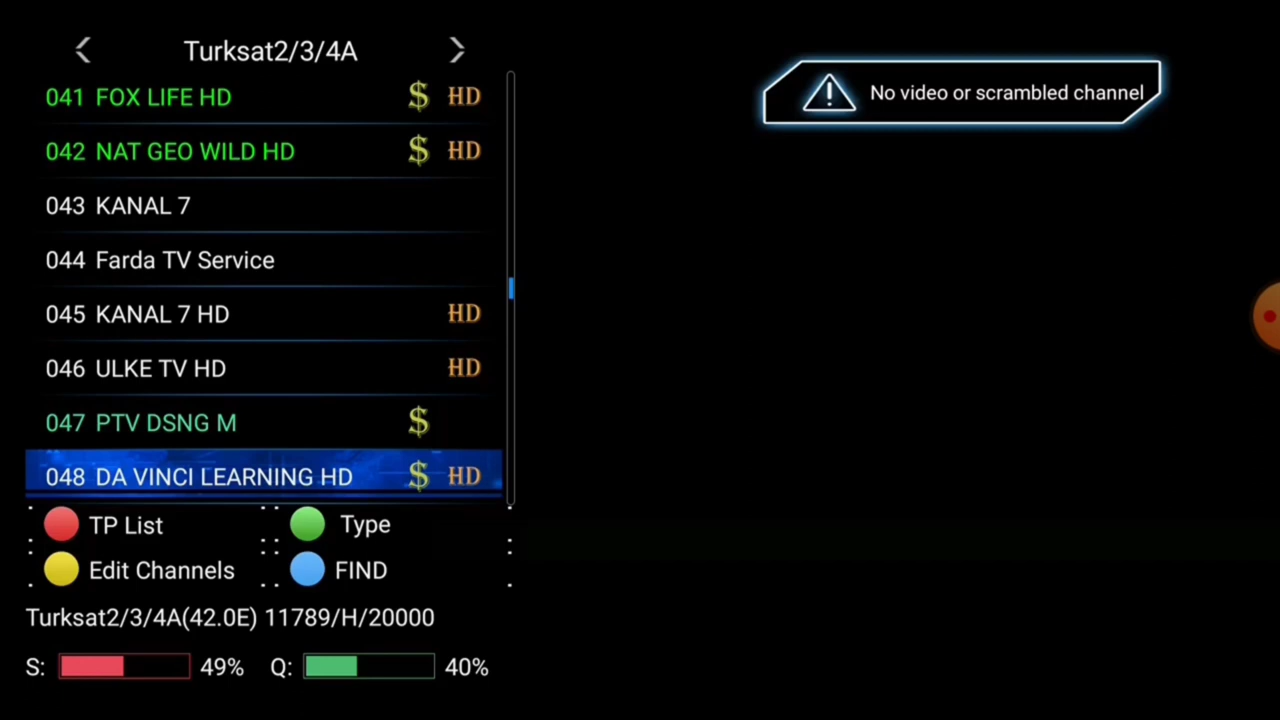 Turksat2/3/4A
041 FOX LIFE HD $ HD
042 NAT GEO WILD HD $ HD
043 KANAL 7
044 Farda TV Service
045 KANAL 7 HD HD
046 ULKE TV HD HD
047 PTV DSNG M $
048 DA VINCI LEARNING HD $ HD
TP List
Type
Edit Channels
FIND
Turksat2/3/4A(42.0E) 11789/H/20000
S: 49% Q: 40%
No video or scrambled channel